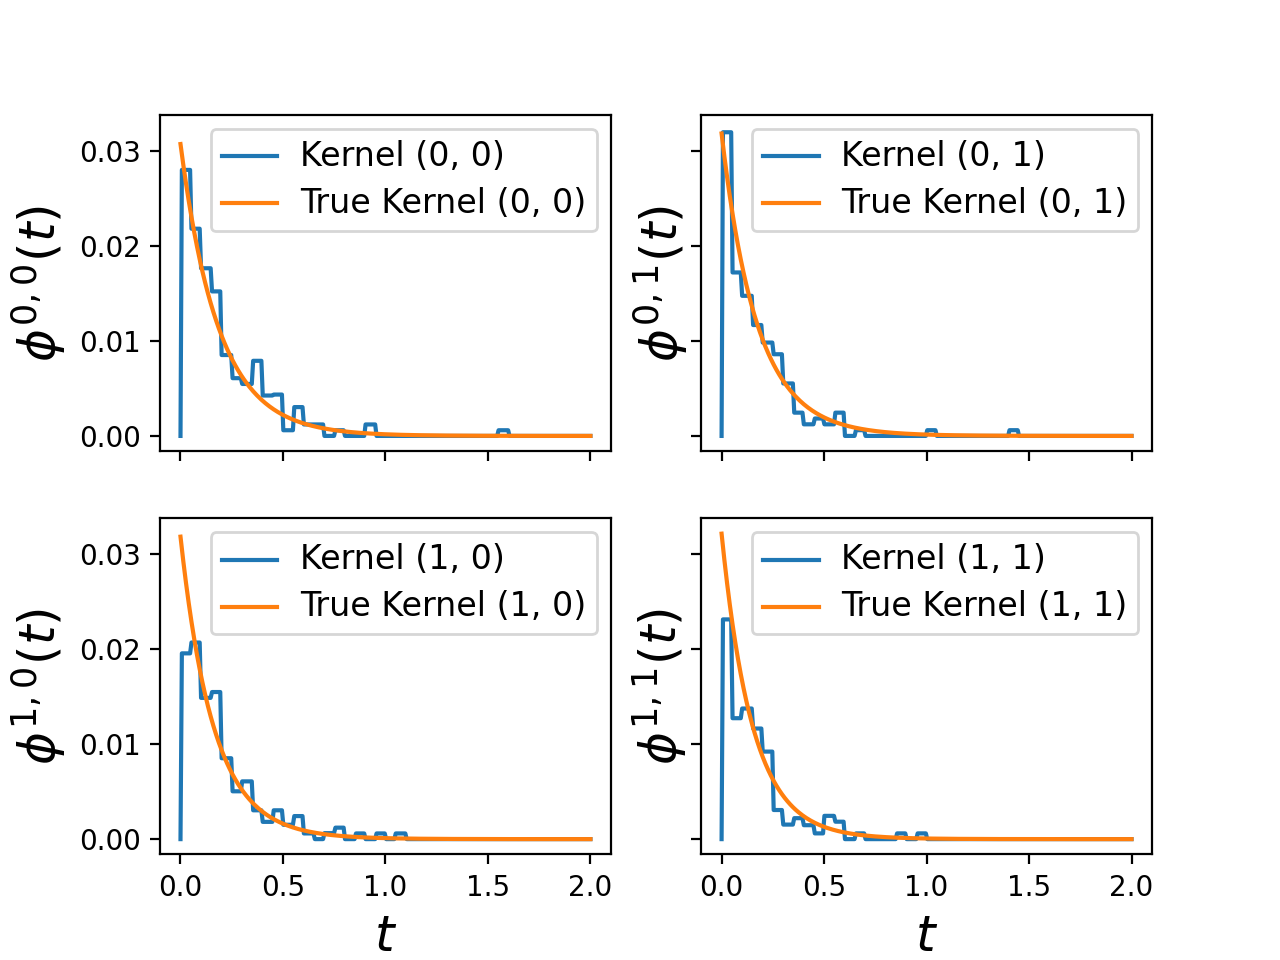 Kernel (0, 0)
True Kernel (0, 0)
0.03
0.02
0.01
0.00
ϕ^{0,0}(t)
Kernel (0, 1)
True Kernel (0, 1)
ϕ^{0,1}(t)
Kernel (1, 0)
True Kernel (1, 0)
0.03
0.02
0.01
0.00
ϕ^{1,0}(t)
0.0 0.5 1.0 1.5 2.0
t
Kernel (1, 1)
True Kernel (1, 1)
ϕ^{1,1}(t)
0.0 0.5 1.0 1.5 2.0
t